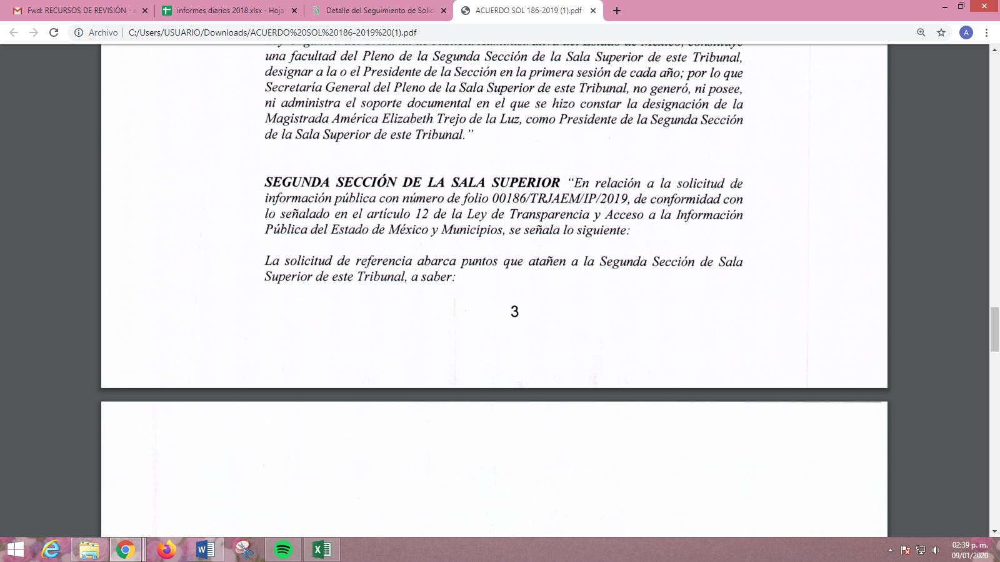 Fwd: RECURSOS DE REVISIÓN - a
informes diarios 2018.xlsx - Hoja
Detalle del Seguimiento de Solici
ACUERDO SOL 186-2019 (1).pdf
Archivo
C:/Users/USUARIO/Downloads/ACUERDO%20SOL%20186-2019%20(1).pdf
A
una facultad del Pleno de la Segunda Sección de la Sala Superior de este Tribunal,
designar a la o el Presidente de la Sección en la primera sesión de cada año; por lo que
Secretaría General del Pleno de la Sala Superior de este Tribunal, no generó, ni posee,
ni administra el soporte documental en el que se hizo constar la designación de la
Magistrada América Elizabeth Trejo de la Luz, como Presidente de la Segunda Sección
de la Sala Superior de este Tribunal.”
SEGUNDA SECCIÓN DE LA SALA SUPERIOR “En relación a la solicitud de
información pública con número de folio 00186/TRJAEM/IP/2019, de conformidad con
lo señalado en el artículo 12 de la Ley de Transparencia y Acceso a la Información
Pública del Estado de México y Municipios, se señala lo siguiente:
La solicitud de referencia abarca puntos que atañen a la Segunda Sección de Sala
Superior de este Tribunal, a saber:
3
02:39 p. m.
09/01/2020